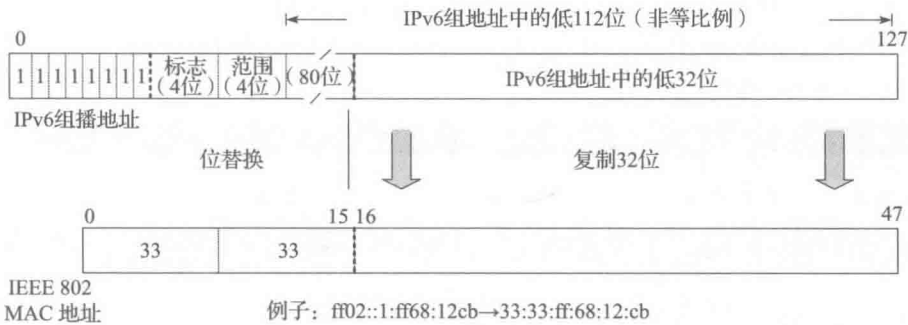 IPv6组地址中的低112位（非等比例）
0 127
1 1 1 1 1 1 1 1 标志（4位） 范围（4位） （80位） IPv6组地址中的低32位
IPv6组播地址
位替换 复制32位
0 15 16 47
33 33
IEEE 802
MAC 地址
例子：ff02::1:ff68:12cb→33:33:ff:68:12:cb